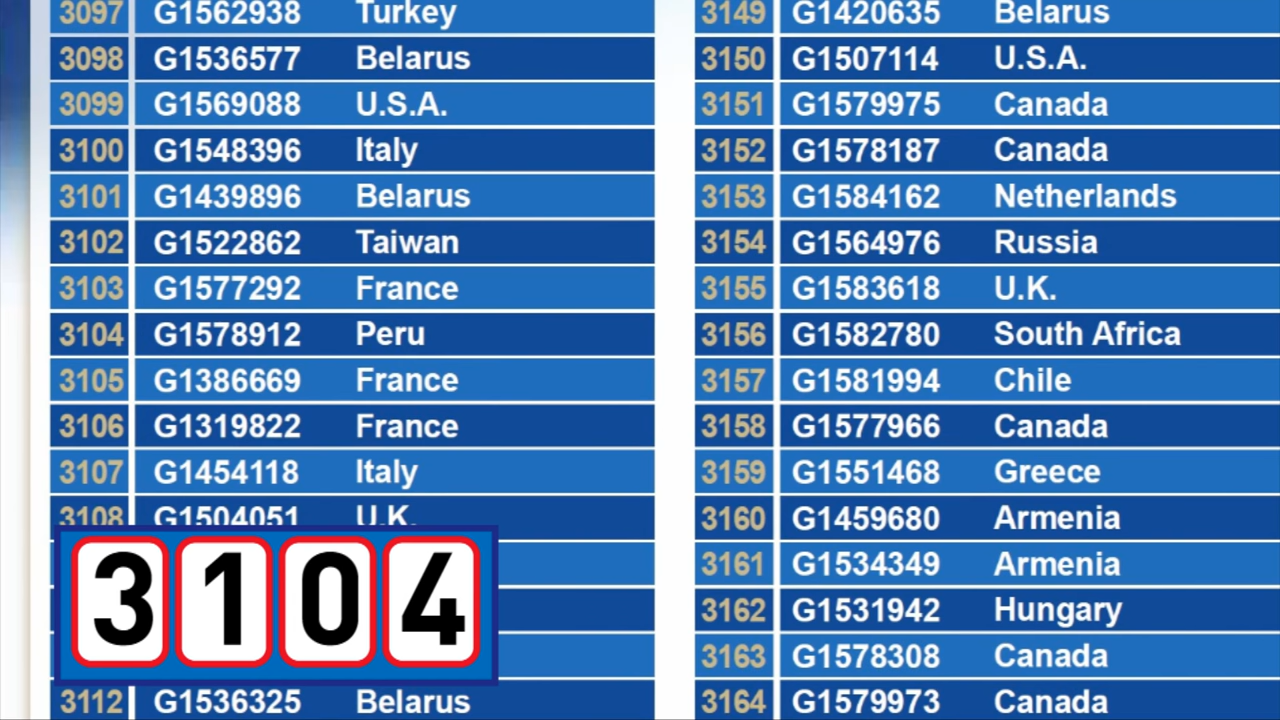 3097 G1562938 Turkey
3098 G1536577 Belarus
3099 G1569088 U.S.A.
3100 G1548396 Italy
3101 G1439896 Belarus
3102 G1522862 Taiwan
3103 G1577292 France
3104 G1578912 Peru
3105 G1386669 France
3106 G1319822 France
3107 G1454118 Italy
3108 G1504051 U.K.
3104
3112 G1536325 Belarus
3149 G1420635 Belarus
3150 G1507114 U.S.A.
3151 G1579975 Canada
3152 G1578187 Canada
3153 G1584162 Netherlands
3154 G1564976 Russia
3155 G1583618 U.K.
3156 G1582780 South Africa
3157 G1581994 Chile
3158 G1577966 Canada
3159 G1551468 Greece
3160 G1459680 Armenia
3161 G1534349 Armenia
3162 G1531942 Hungary
3163 G1578308 Canada
3164 G1579973 Canada